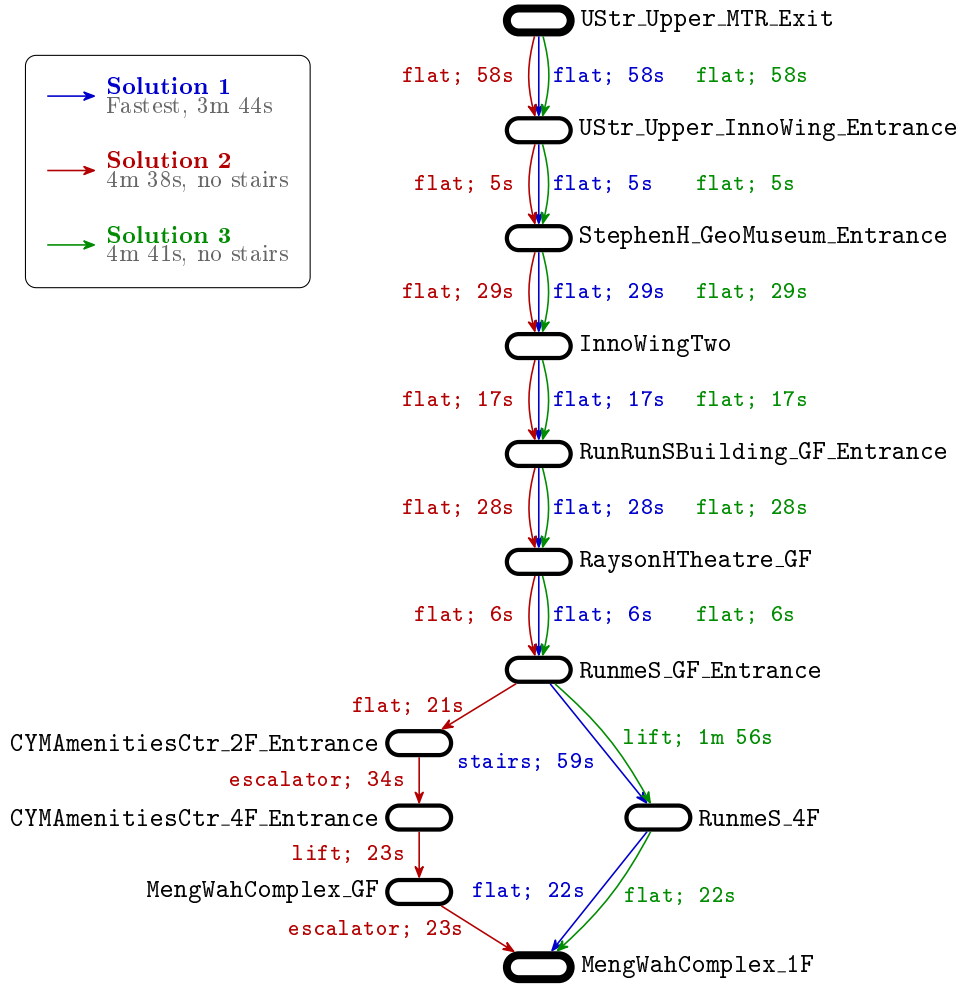 UStr_Upper_MTR_Exit
Solution 1
Fastest, 3m 44s
Solution 2
4m 38s, no stairs
Solution 3
4m 41s, no stairs
flat; 58s flat; 58s flat; 58s
UStr_Upper_InnoWing_Entrance
flat; 5s flat; 5s flat; 5s
StephenH_GeoMuseum_Entrance
flat; 29s flat; 29s flat; 29s
InnoWingTwo
flat; 17s flat; 17s flat; 17s
RunRunSBuilding_GF_Entrance
flat; 28s flat; 28s flat; 28s
RaysonHTheatre_GF
flat; 6s flat; 6s flat; 6s
RunmeS_GF_Entrance
flat; 21s
lift; 1m 56s
CYMAmenitiesCtr_2F_Entrance
stairs; 59s
escalator; 34s
CYMAmenitiesCtr_4F_Entrance
RunmeS_4F
lift; 23s
MengWahComplex_GF
flat; 22s
flat; 22s
escalator; 23s
MengWahComplex_1F